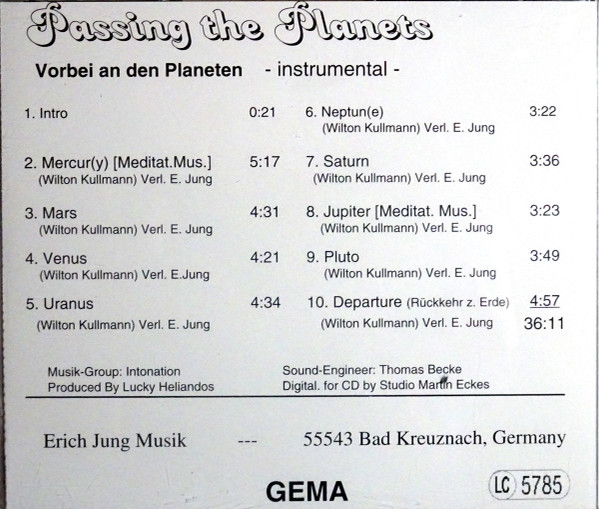 Passing the Planets
Vorbei an den Planeten - instrumental -
1. Intro 0:21
2. Mercur(y) [Meditat.Mus.] 5:17
(Wilton Kullmann) Verl. E. Jung
3. Mars 4:31
(Wilton Kullmann) Verl. E. Jung
4. Venus 4:21
(Wilton Kullmann) Verl. E.Jung
5. Uranus 4:34
(Wilton Kullmann) Verl. E. Jung
6. Neptun(e) 3:22
(Wilton Kullmann) Verl. E. Jung
7. Saturn 3:36
(Wilton Kullmann) Verl. E. Jung
8. Jupiter [Meditat. Mus.] 3:23
(Wilton Kullmann) Verl. E. Jung
9. Pluto 3:49
(Wilton Kullmann) Verl. E. Jung
10. Departure (Rückkehr z. Erde) 4:57
(Wilton Kullmann) Verl. E. Jung 36:11
Musik-Group: Intonation
Produced By Lucky Heliandos
Sound-Engineer: Thomas Becke
Digital. for CD by Studio Martin Eckes
Erich Jung Musik --- 55543 Bad Kreuznach, Germany
GEMA
LC 5785